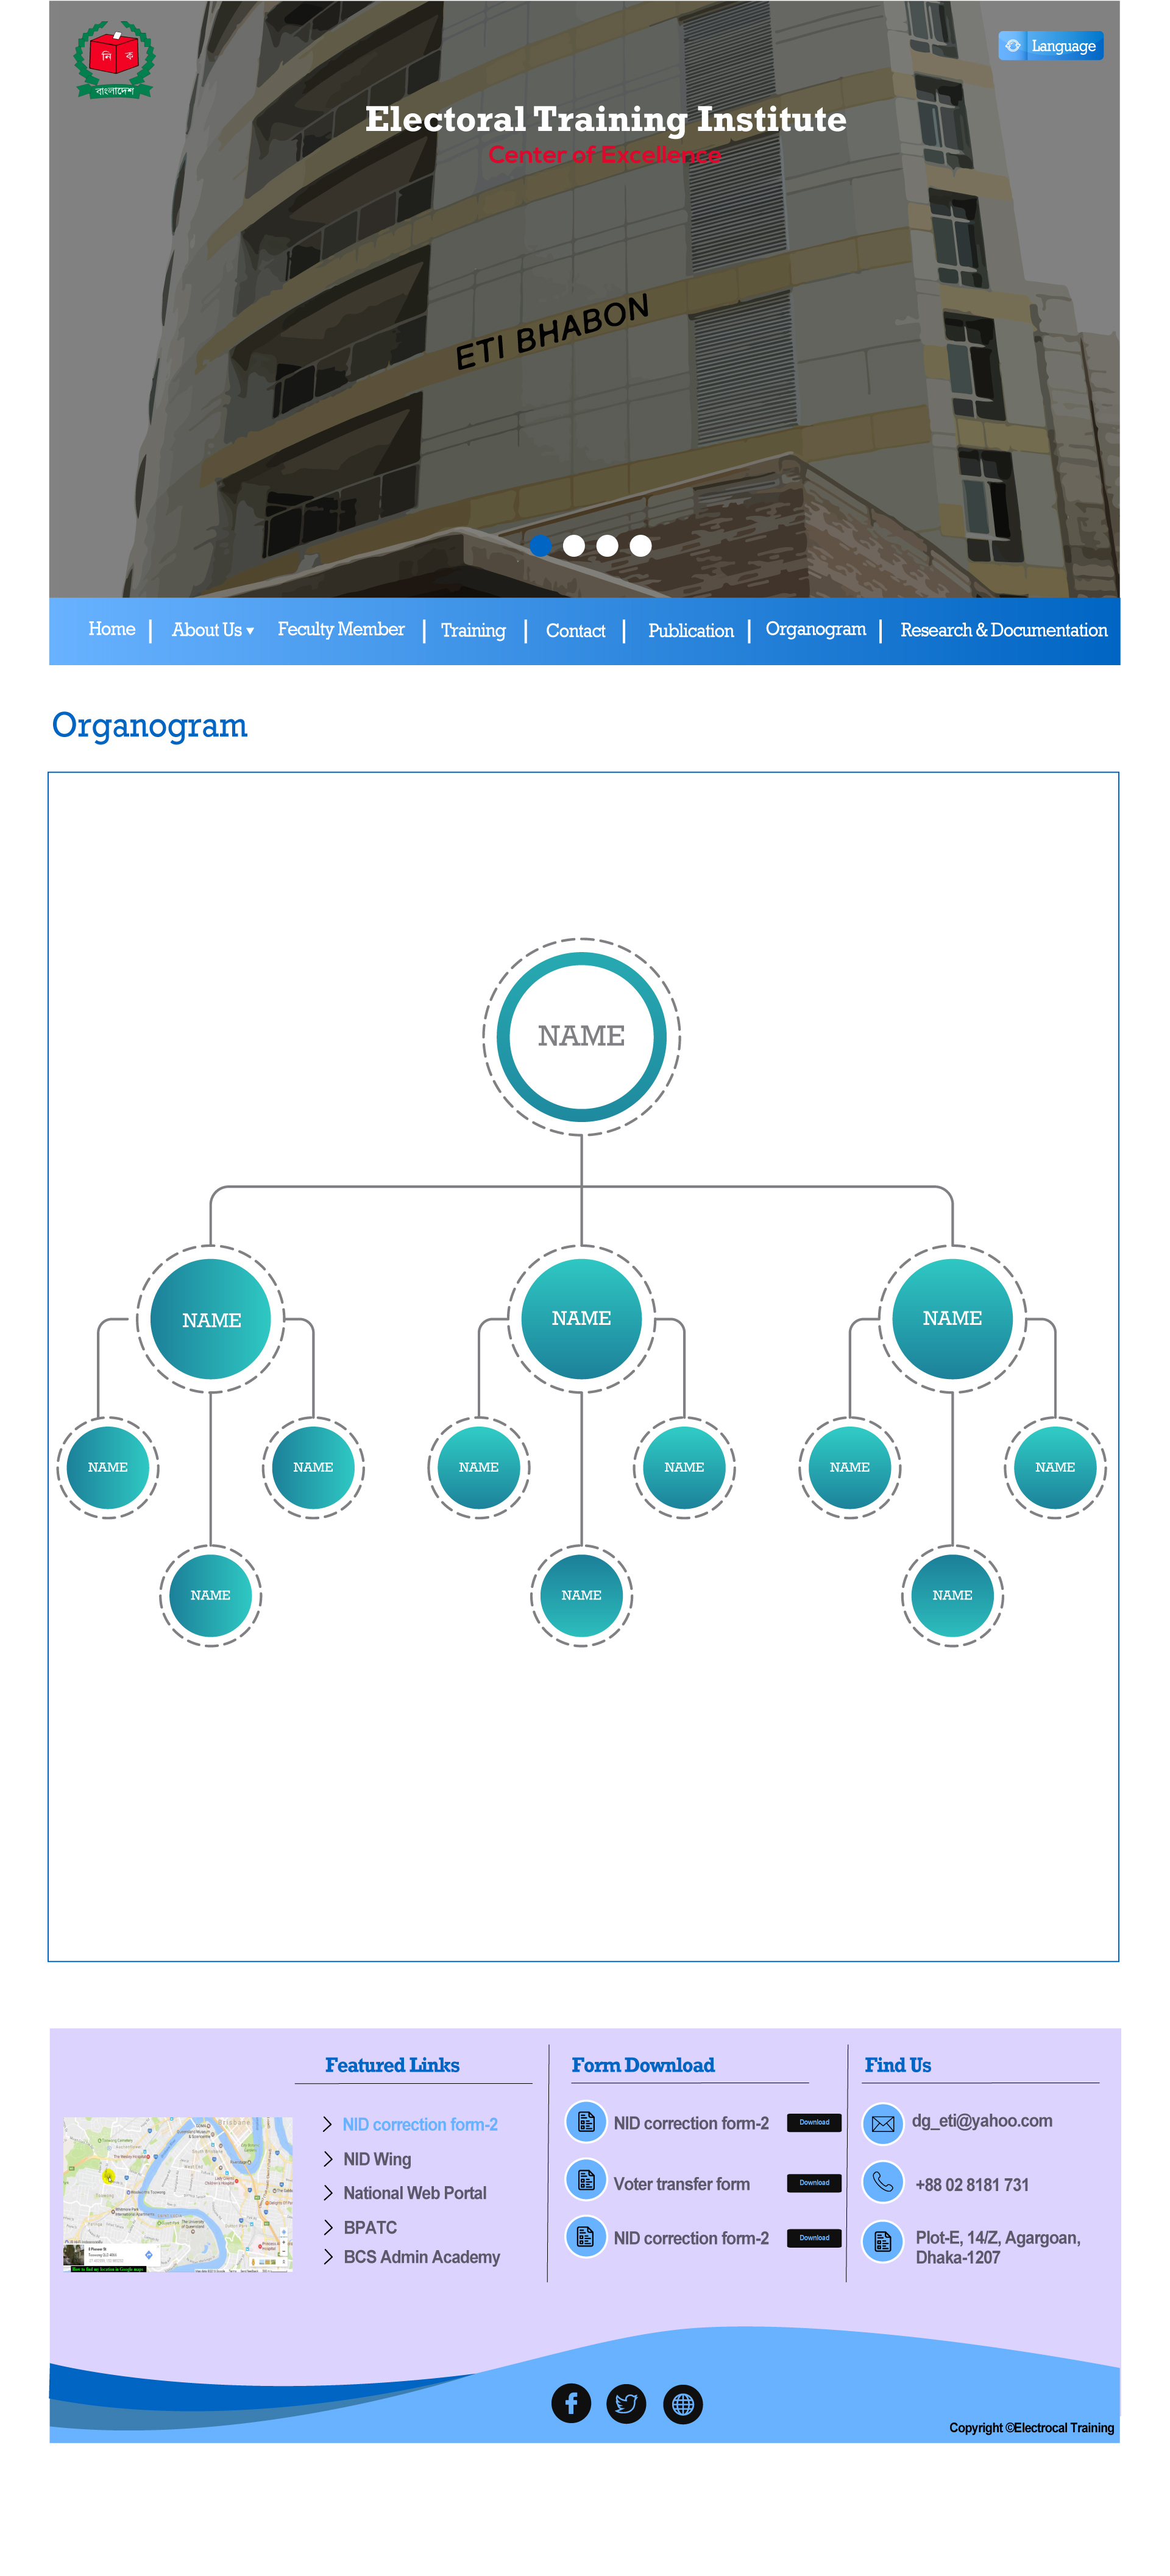 নি ক
বাংলাদেশ
Language
Electoral Training Institute
Center of Excellence
ETI BHABON
Home | About Us ▾ Feculty Member | Training | Contact | Publication | Organogram | Research & Documentation
Organogram
NAME
NAME
NAME
NAME
NAME
NAME
NAME
NAME
NAME
NAME
NAME
NAME
NAME
Featured Links
NID correction form-2
NID Wing
National Web Portal
BPATC
BCS Admin Academy
Form Download
NID correction form-2 Download
Voter transfer form Download
NID correction form-2 Download
Find Us
dg_eti@yahoo.com
+88 02 8181 731
Plot-E, 14/Z, Agargoan,
Dhaka-1207
Copyright ©Electrocal Training